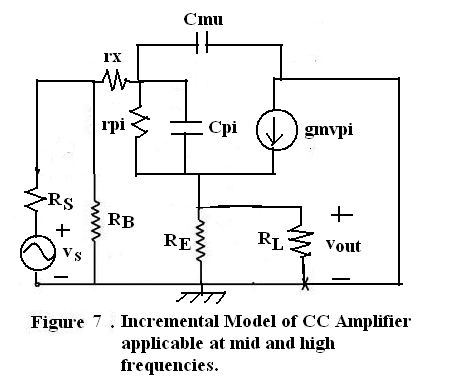 Cmu
rx
rpi
Cpi
gmvpi
RS
+
vs
−
RB
RE
RL
+
vout
−
Figure 7 . Incremental Model of CC Amplifier
applicable at mid and high
frequencies.